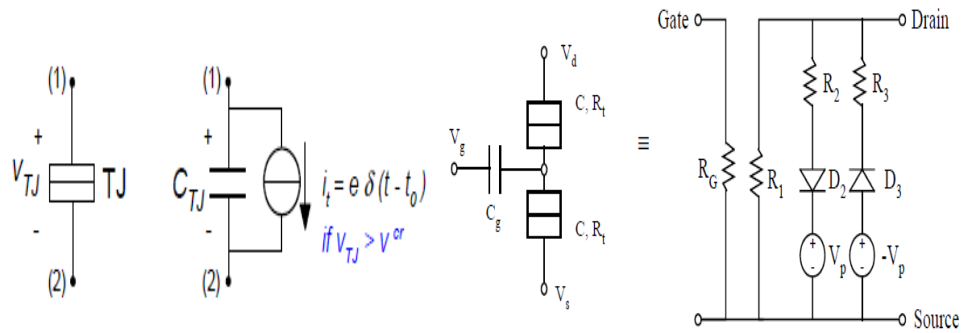 (1)
+
V_TJ
TJ
-
(2)
(1)
+
C_TJ
-
(2)
i_t = e δ(t - t_0)
if v_TJ > v^cr
V_d
C, R_t
V_g
C_g
C, R_t
V_s
≡
Gate
Drain
R_2
R_3
R_G
R_1
D_2
D_3
+
-
V_p
+
-
-V_p
Source